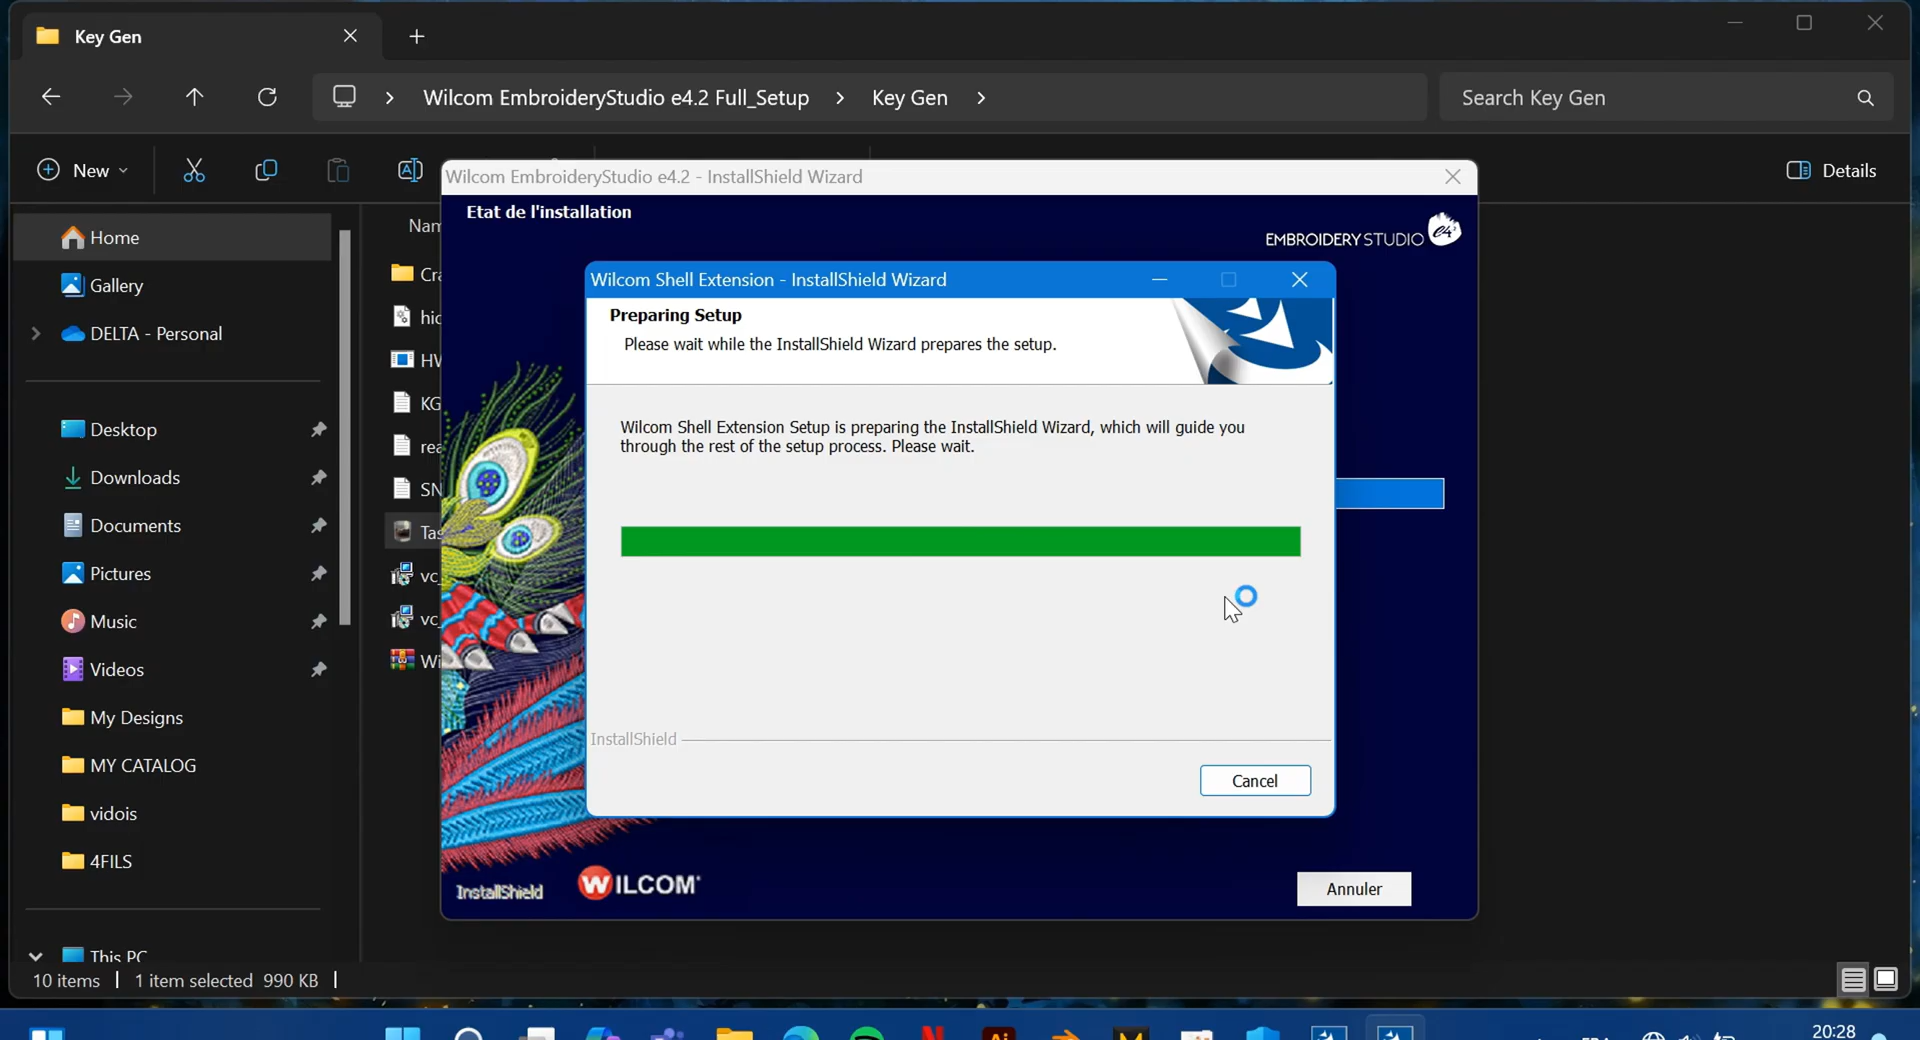 Key Gen
Wilcom EmbroideryStudio e4.2 Full_Setup
Key Gen
Search Key Gen
New
Details
Home
Gallery
DELTA - Personal
Desktop
Downloads
Documents
Pictures
Music
Videos
My Designs
MY CATALOG
vidois
4FILS
This PC
10 items
1 item selected 990 KB
Wilcom EmbroideryStudio e4.2 - InstallShield Wizard
Etat de l'installation
EMBROIDERYSTUDIO e4²
Wilcom Shell Extension - InstallShield Wizard
Preparing Setup
Please wait while the InstallShield Wizard prepares the setup.
Wilcom Shell Extension Setup is preparing the InstallShield Wizard, which will guide you
through the rest of the setup process. Please wait.
InstallShield
Cancel
InstallShield
WILCOM
Annuler
20:28